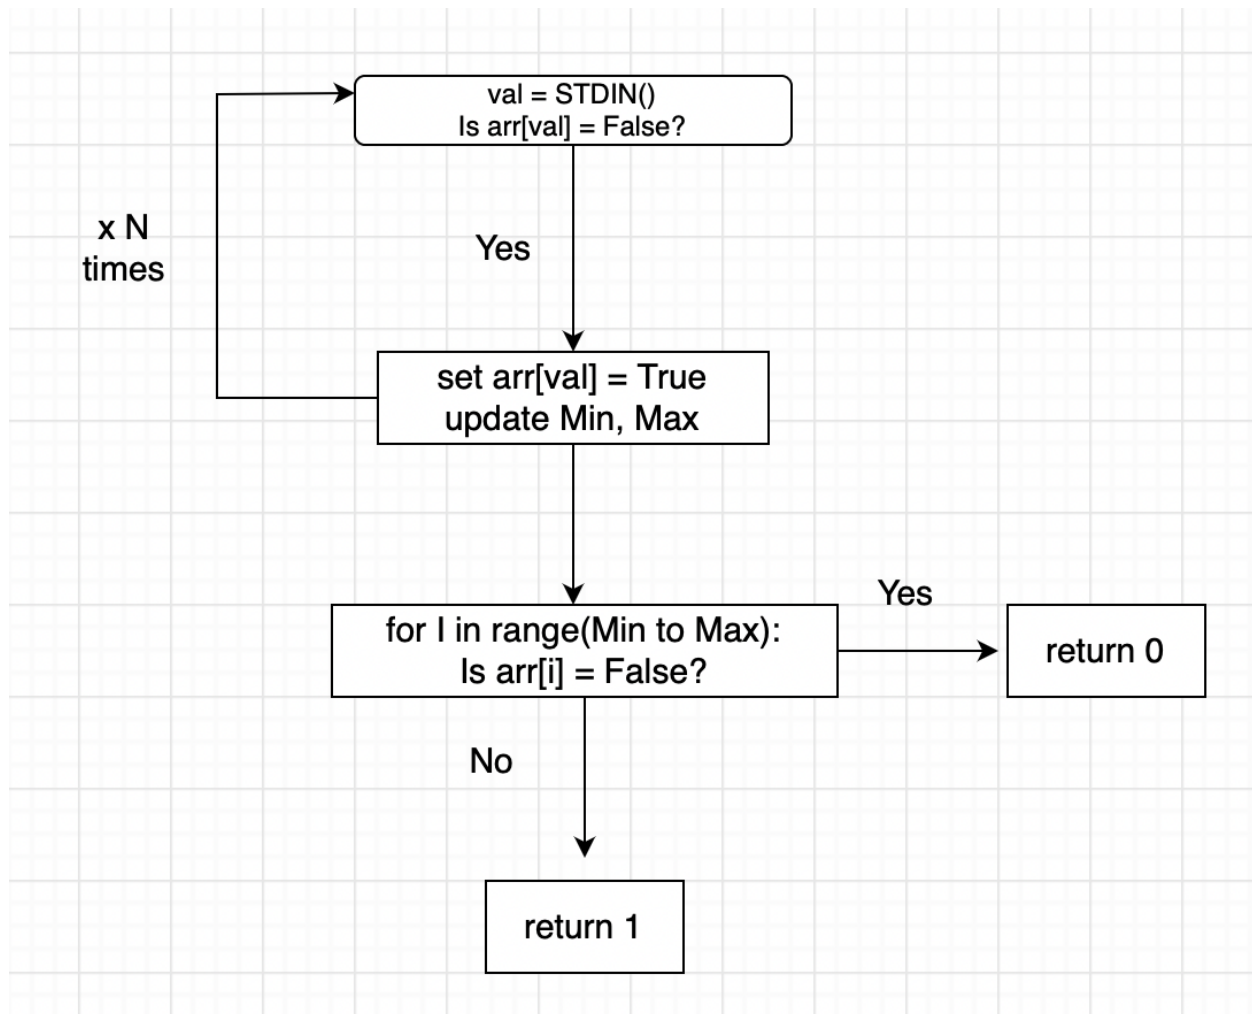 val = STDIN()
Is arr[val] = False?
x N
times
Yes
set arr[val] = True
update Min, Max
for I in range(Min to Max):
Is arr[i] = False?
Yes
return 0
No
return 1